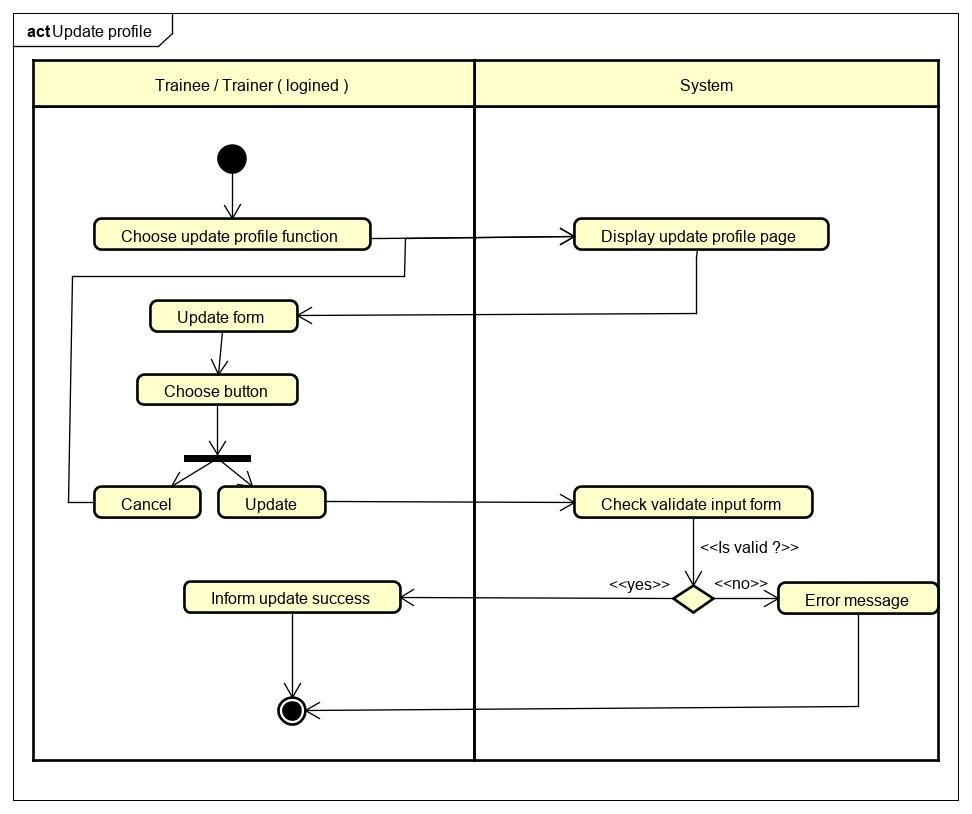 act Update profile
Trainee / Trainer ( logined )
System
Choose update profile function
Display update profile page
Update form
Choose button
Cancel
Update
Check validate input form
<<Is valid ?>>
<<yes>>
<<no>>
Inform update success
Error message